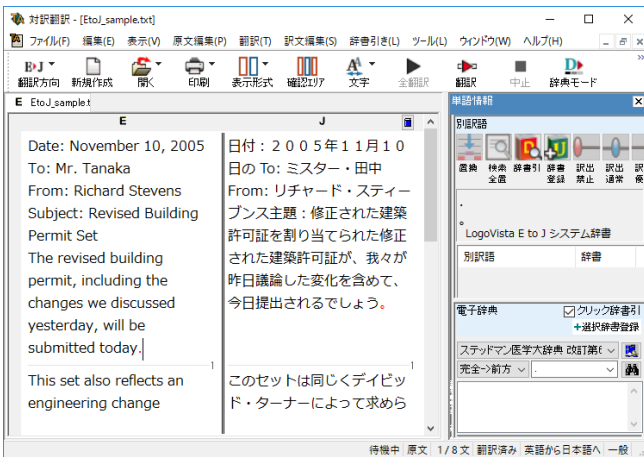 対訳翻訳 - [EtoJ_sample.txt]
ファイル(F) 編集(E) 表示(V) 原文編集(P) 翻訳(T) 訳文編集(S) 辞書引き(L) ツール(L) ウィンドウ(W) ヘルプ(H)
翻訳方向 新規作成 開く 印刷 表示形式 確認エリア 文字 全翻訳 翻訳 中止 辞典モード
E EtoJ_sample.t
E
Date: November 10, 2005
To: Mr. Tanaka
From: Richard Stevens
Subject: Revised Building
Permit Set
The revised building
permit, including the
changes we discussed
yesterday, will be
submitted today.
1
This set also reflects an
engineering change
J
日付：２００５年１１月１０
日の To: ミスター・田中
From: リチャード・スティー
ブンス主題：修正された建築
許可証を割り当てられた修正
された建築許可証が、我々が
昨日議論した変化を含めて、
今日提出されるでしょう。
1
このセットは同じくデイビッ
ド・ターナーによって求めら
単語情報
別訳語
置換 検索 辞書引 辞書 訳出 訳出
全置 登録 禁止 通常
.
。
LogoVista E to J システム辞書
別訳語 辞書
電子辞典 クリック辞書引
+選択辞書登録
ステッドマン医学大辞典 改訂第6
完全->前方 .
待機中 原文 1/8文 翻訳済み 英語から日本語へ 一般